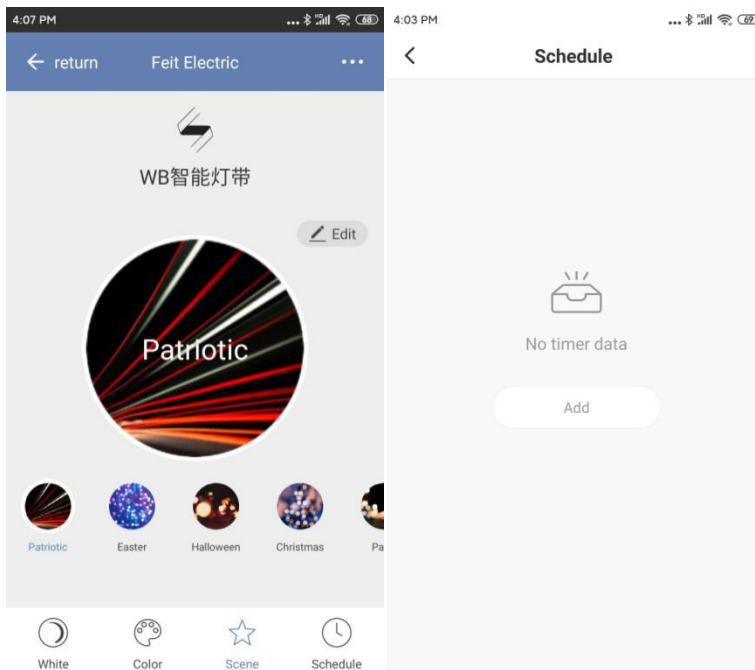 4:07 PM
68
return
Feit Electric
WB智能灯带
Edit
Patriotic
Patriotic
Easter
Halloween
Christmas
Pa
White
Color
Scene
Schedule
4:03 PM
Schedule
No timer data
Add